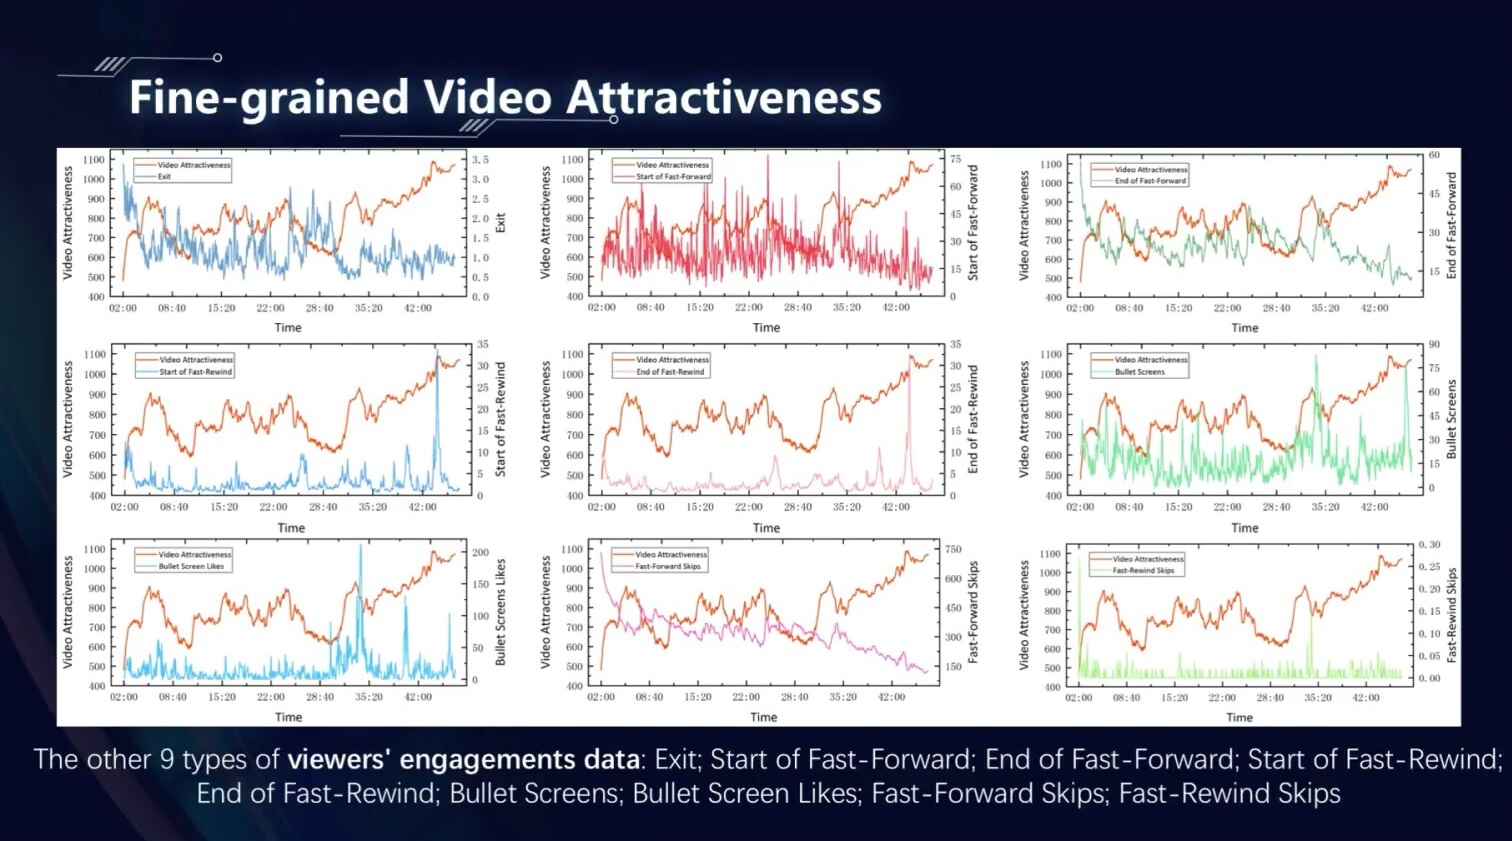 Fine-grained Video Attractiveness
Video Attractiveness
Exit
1100
1000
900
800
700
600
500
400
3.5
3.0
2.5
2.0
1.5
1.0
0.5
0.0
Video Attractiveness
Exit
02:00 08:40 15:20 22:00 28:40 35:20 42:00
Time
Video Attractiveness
Start of Fast-Forward
1100
1000
900
800
700
600
500
400
75
60
45
30
15
0
Video Attractiveness
Start of Fast-Forward
02:00 08:40 15:20 22:00 28:40 35:20 42:00
Time
Video Attractiveness
End of Fast-Forward
1100
1000
900
800
700
600
500
400
60
45
30
15
Video Attractiveness
End of Fast-Forward
02:00 08:40 15:20 22:00 28:40 35:20 42:00
Time
Video Attractiveness
Start of Fast-Rewind
1100
1000
900
800
700
600
500
400
35
30
25
20
15
10
5
0
Video Attractiveness
Start of Fast-Rewind
02:00 08:40 15:20 22:00 28:40 35:20 42:00
Time
Video Attractiveness
End of Fast-Rewind
1100
1000
900
800
700
600
500
400
35
30
25
20
15
10
5
0
Video Attractiveness
End of Fast-Rewind
02:00 08:40 15:20 22:00 28:40 35:20 42:00
Time
Video Attractiveness
Bullet Screens
1100
1000
900
800
700
600
500
400
90
75
60
45
30
15
0
Video Attractiveness
Bullet Screens
02:00 08:40 15:20 22:00 28:40 35:20 42:00
Time
Video Attractiveness
Bullet Screen Likes
1100
1000
900
800
700
600
500
400
200
150
100
50
0
Video Attractiveness
Bullet Screens Likes
02:00 08:40 15:20 22:00 28:40 35:20 42:00
Time
Video Attractiveness
Fast-Forward Skips
1100
1000
900
800
700
600
500
400
750
600
450
300
150
Video Attractiveness
Fast-Forward Skips
02:00 08:40 15:20 22:00 28:40 35:20 42:00
Time
Video Attractiveness
Fast-Rewind Skips
1100
1000
900
800
700
600
500
400
0.30
0.25
0.20
0.15
0.10
0.05
0.00
Video Attractiveness
Fast-Rewind Skips
02:00 08:40 15:20 22:00 28:40 35:20 42:00
Time
The other 9 types of viewers' engagements data: Exit; Start of Fast-Forward; End of Fast-Forward; Start of Fast-Rewind;
End of Fast-Rewind; Bullet Screens; Bullet Screen Likes; Fast-Forward Skips; Fast-Rewind Skips